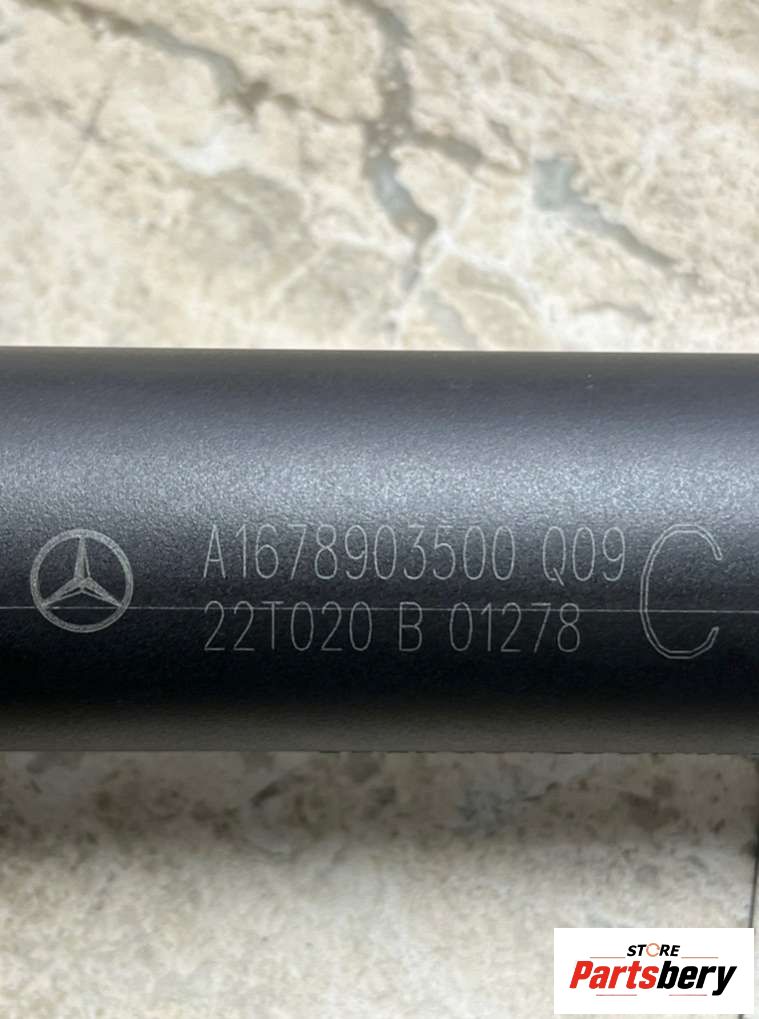 A1678903500 Q09
22T020 B 01278
C
STORE
Partsbery